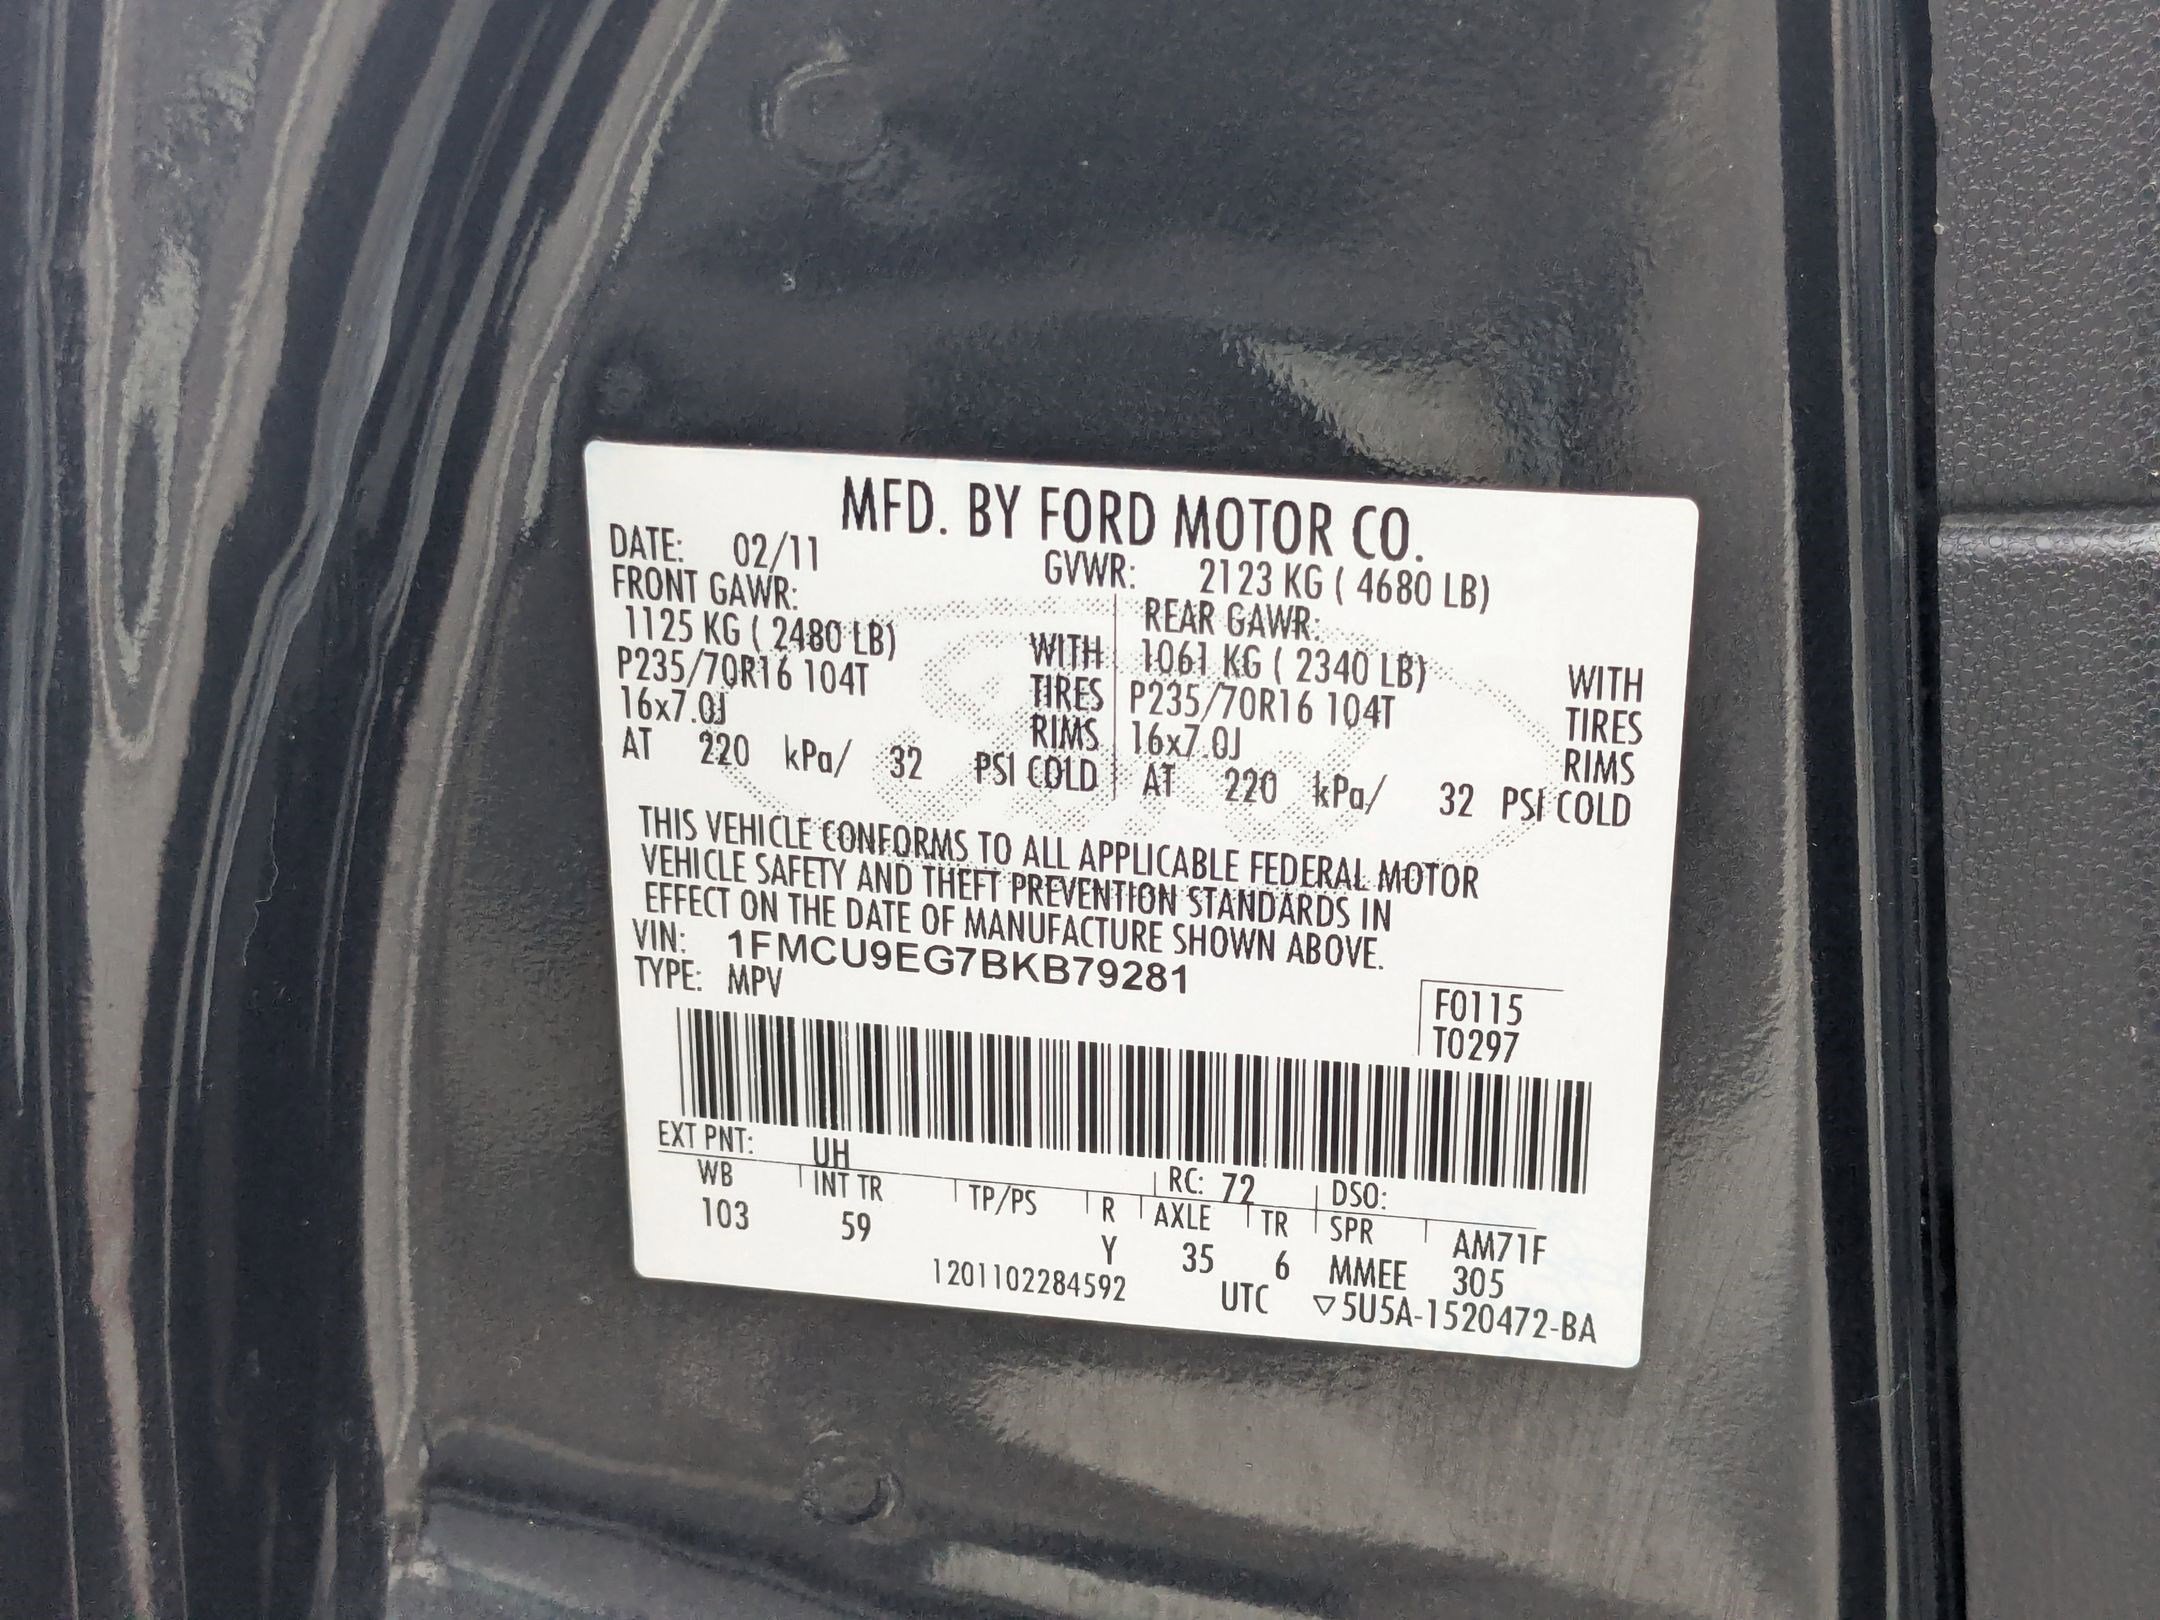 MFD. BY FORD MOTOR CO.
DATE: 02/11 GVWR: 2123 KG ( 4680 LB)
FRONT GAWR: REAR GAWR:
1125 KG ( 2480 LB) WITH 1061 KG ( 2340 LB) WITH
P235/70R16 104T TIRES P235/70R16 104T TIRES
16x7.0J RIMS 16x7.0J RIMS
AT 220 kPa/ 32 PSI COLD AT 220 kPa/ 32 PSI COLD
THIS VEHICLE CONFORMS TO ALL APPLICABLE FEDERAL MOTOR
VEHICLE SAFETY AND THEFT PREVENTION STANDARDS IN
EFFECT ON THE DATE OF MANUFACTURE SHOWN ABOVE.
VIN: 1FMCU9EG7BKB79281
TYPE: MPV
F0115
T0297
EXT PNT: UH RC: 72 DSO:
WB INT TR TP/PS R AXLE TR SPR AM71F
103 59 Y 35 6 MMEE 305
1201102284592 UTC ▽5U5A-1520472-BA